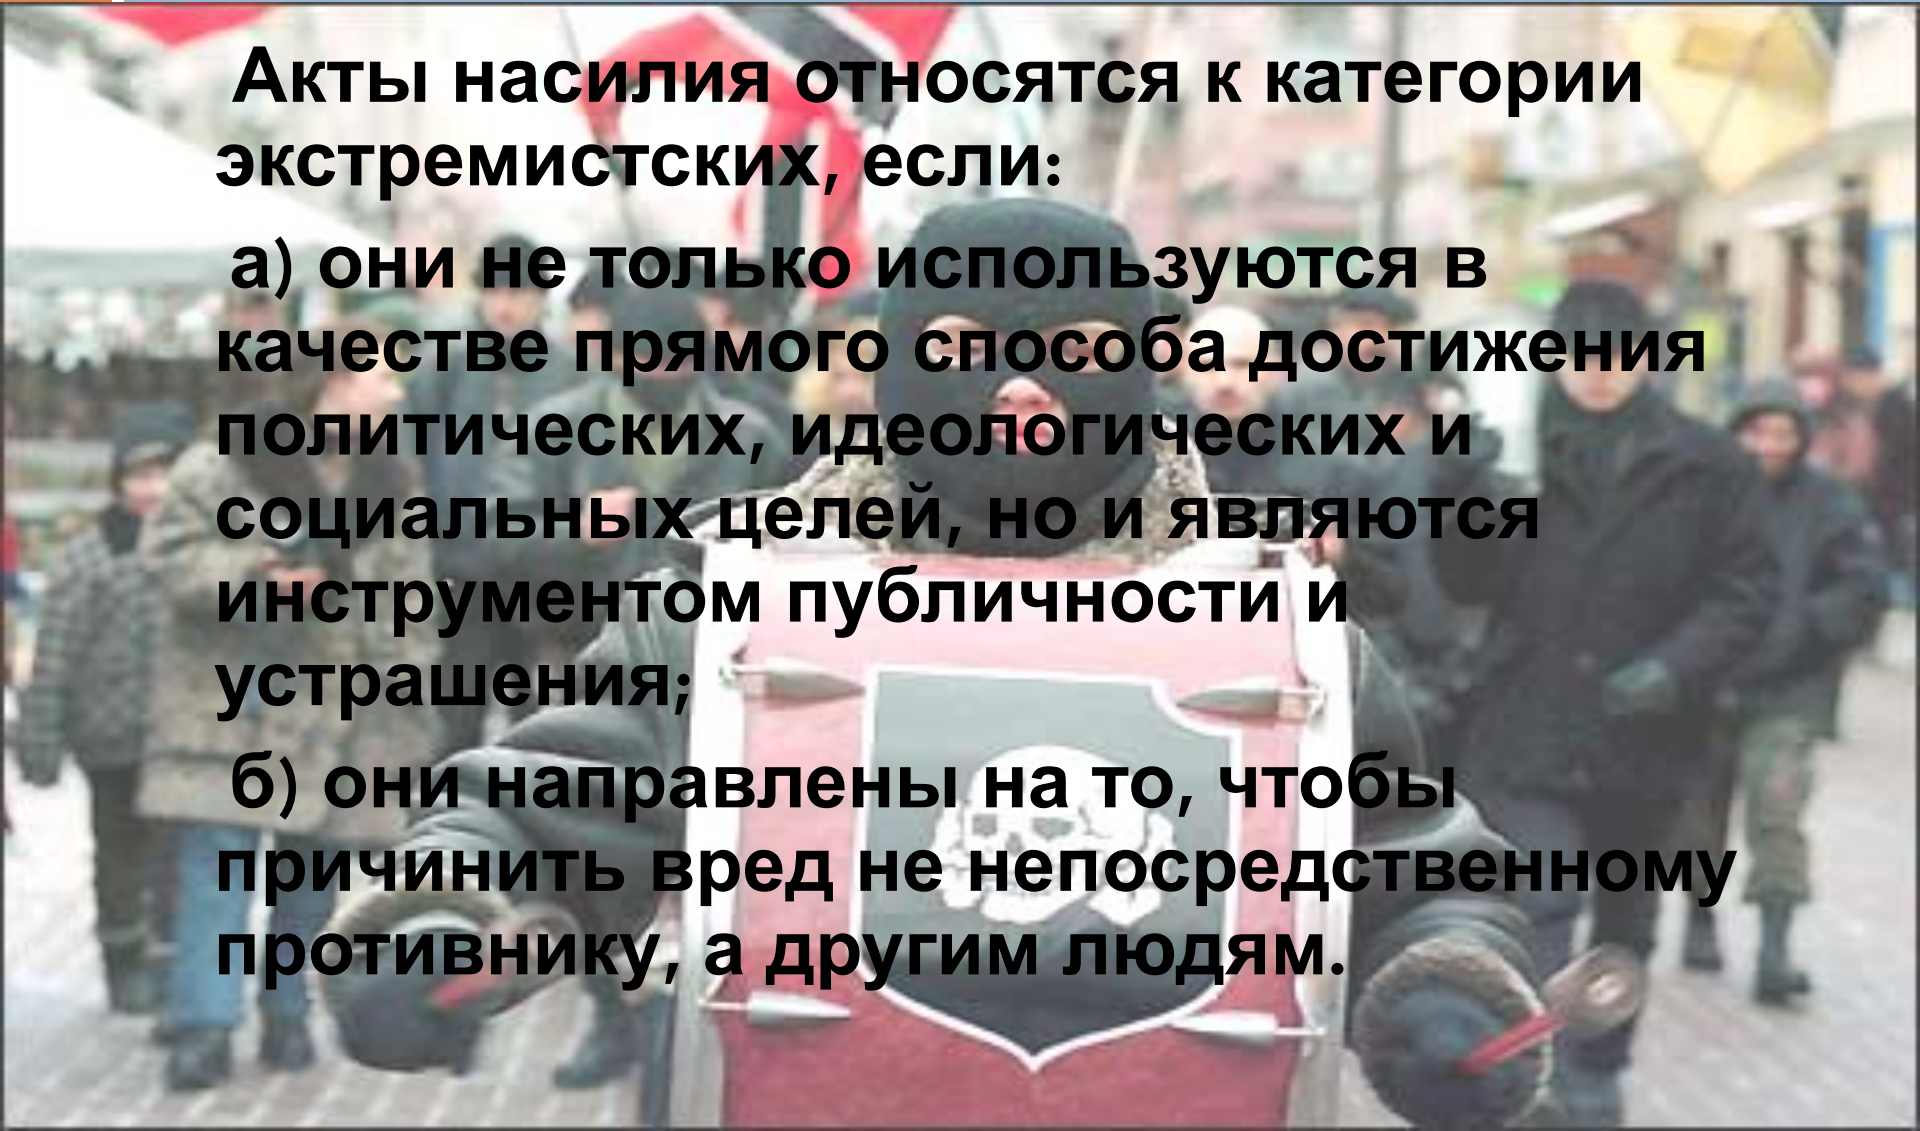 Акты насилия относятся к категории
экстремистских, если:
а) они не только используются в
качестве прямого способа достижения
политических, идеологических и
социальных целей, но и являются
инструментом публичности и
устрашения;
б) они направлены на то, чтобы
причинить вред не непосредственному
противнику, а другим людям.